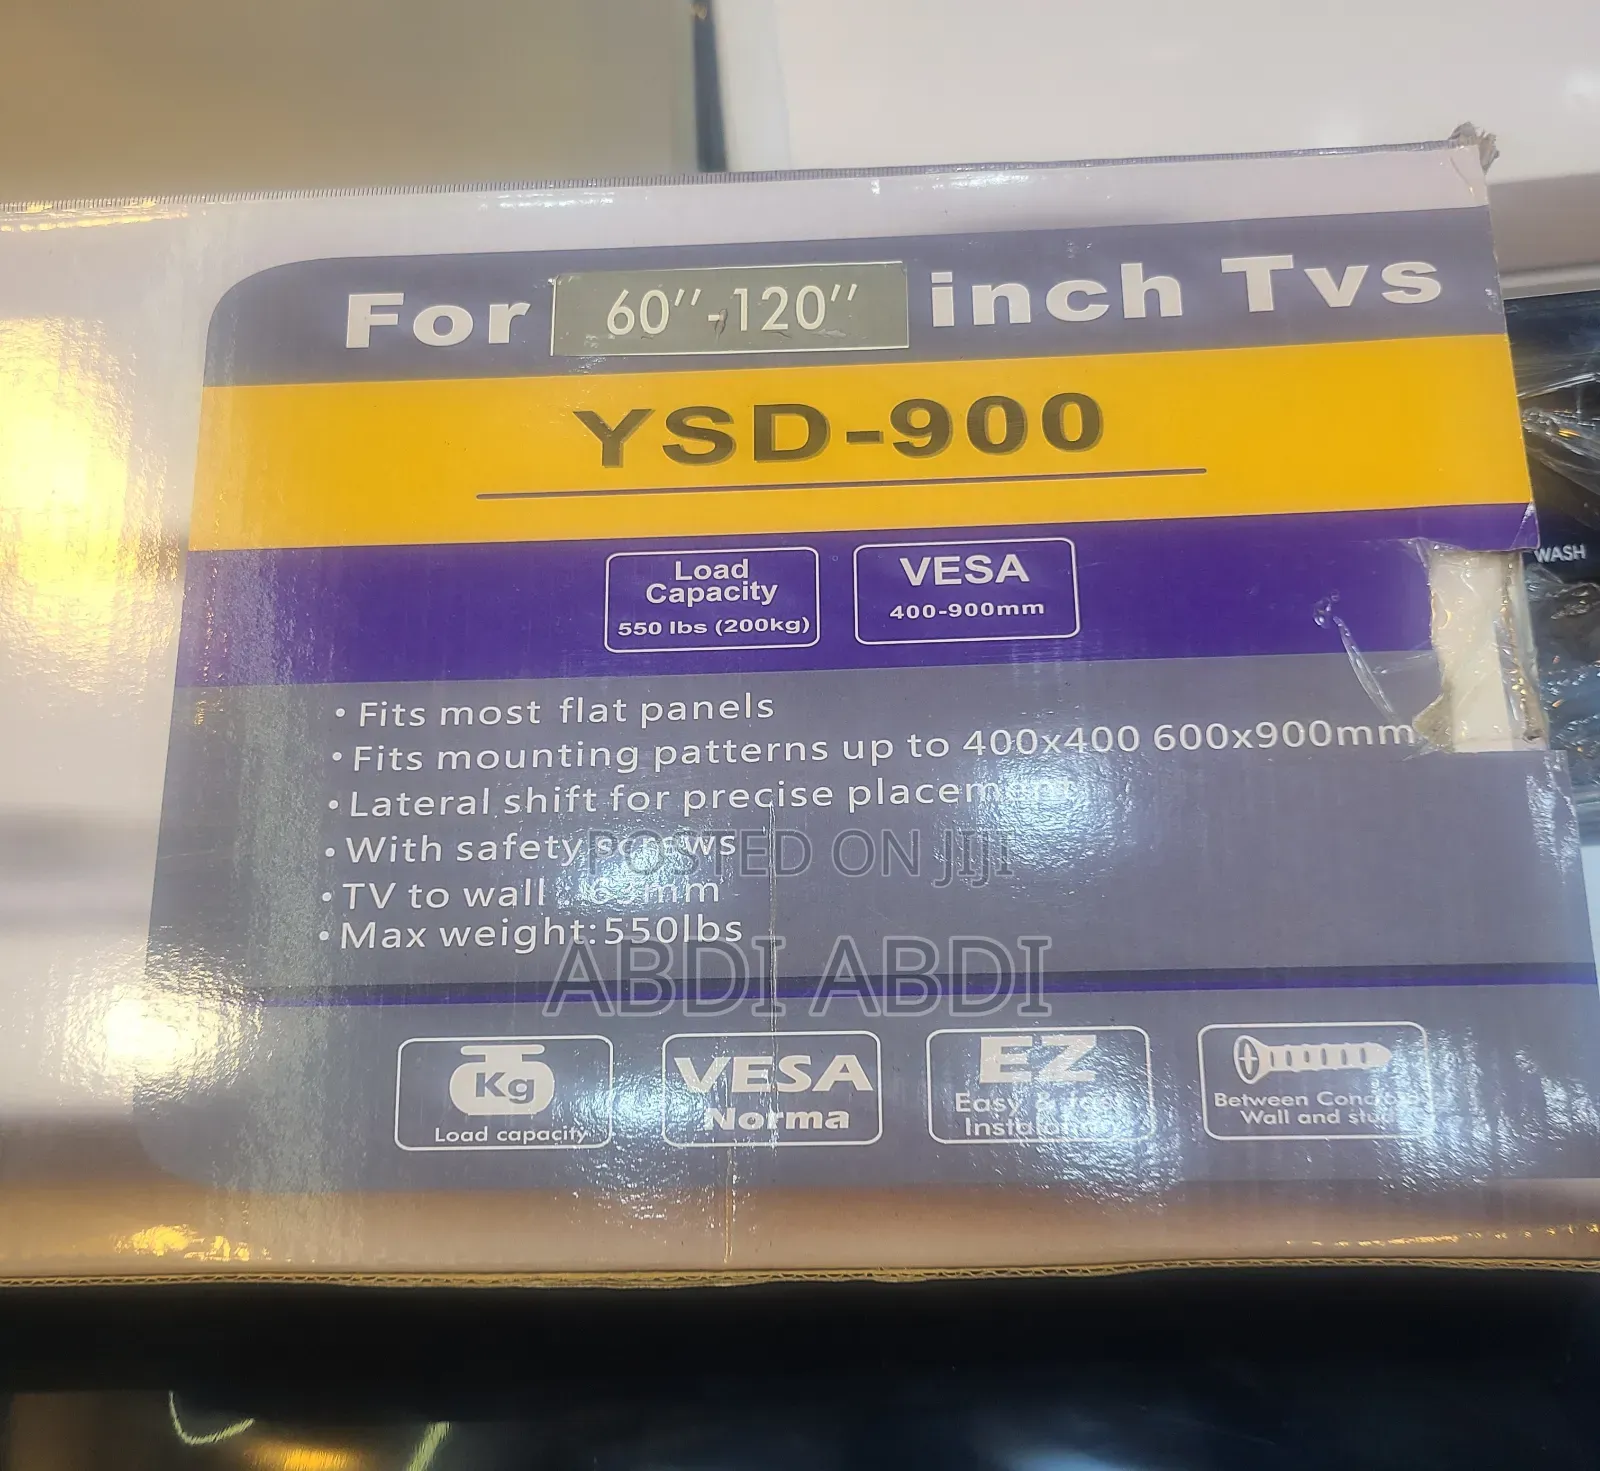 For 60"-120" inch Tvs
YSD-900
Load
Capacity
550 lbs (200kg)
VESA
400-900mm
• Fits most flat panels
• Fits mounting patterns up to 400x400 600x900mm
• Lateral shift for precise placement
• With safety screws
• TV to wall
• Max weight:550lbs
POSTED ON JIJI
ABDI ABDI
Kg
Load capacity
VESA
Norma
EZ
Easy &
Between
Wall and
WASH